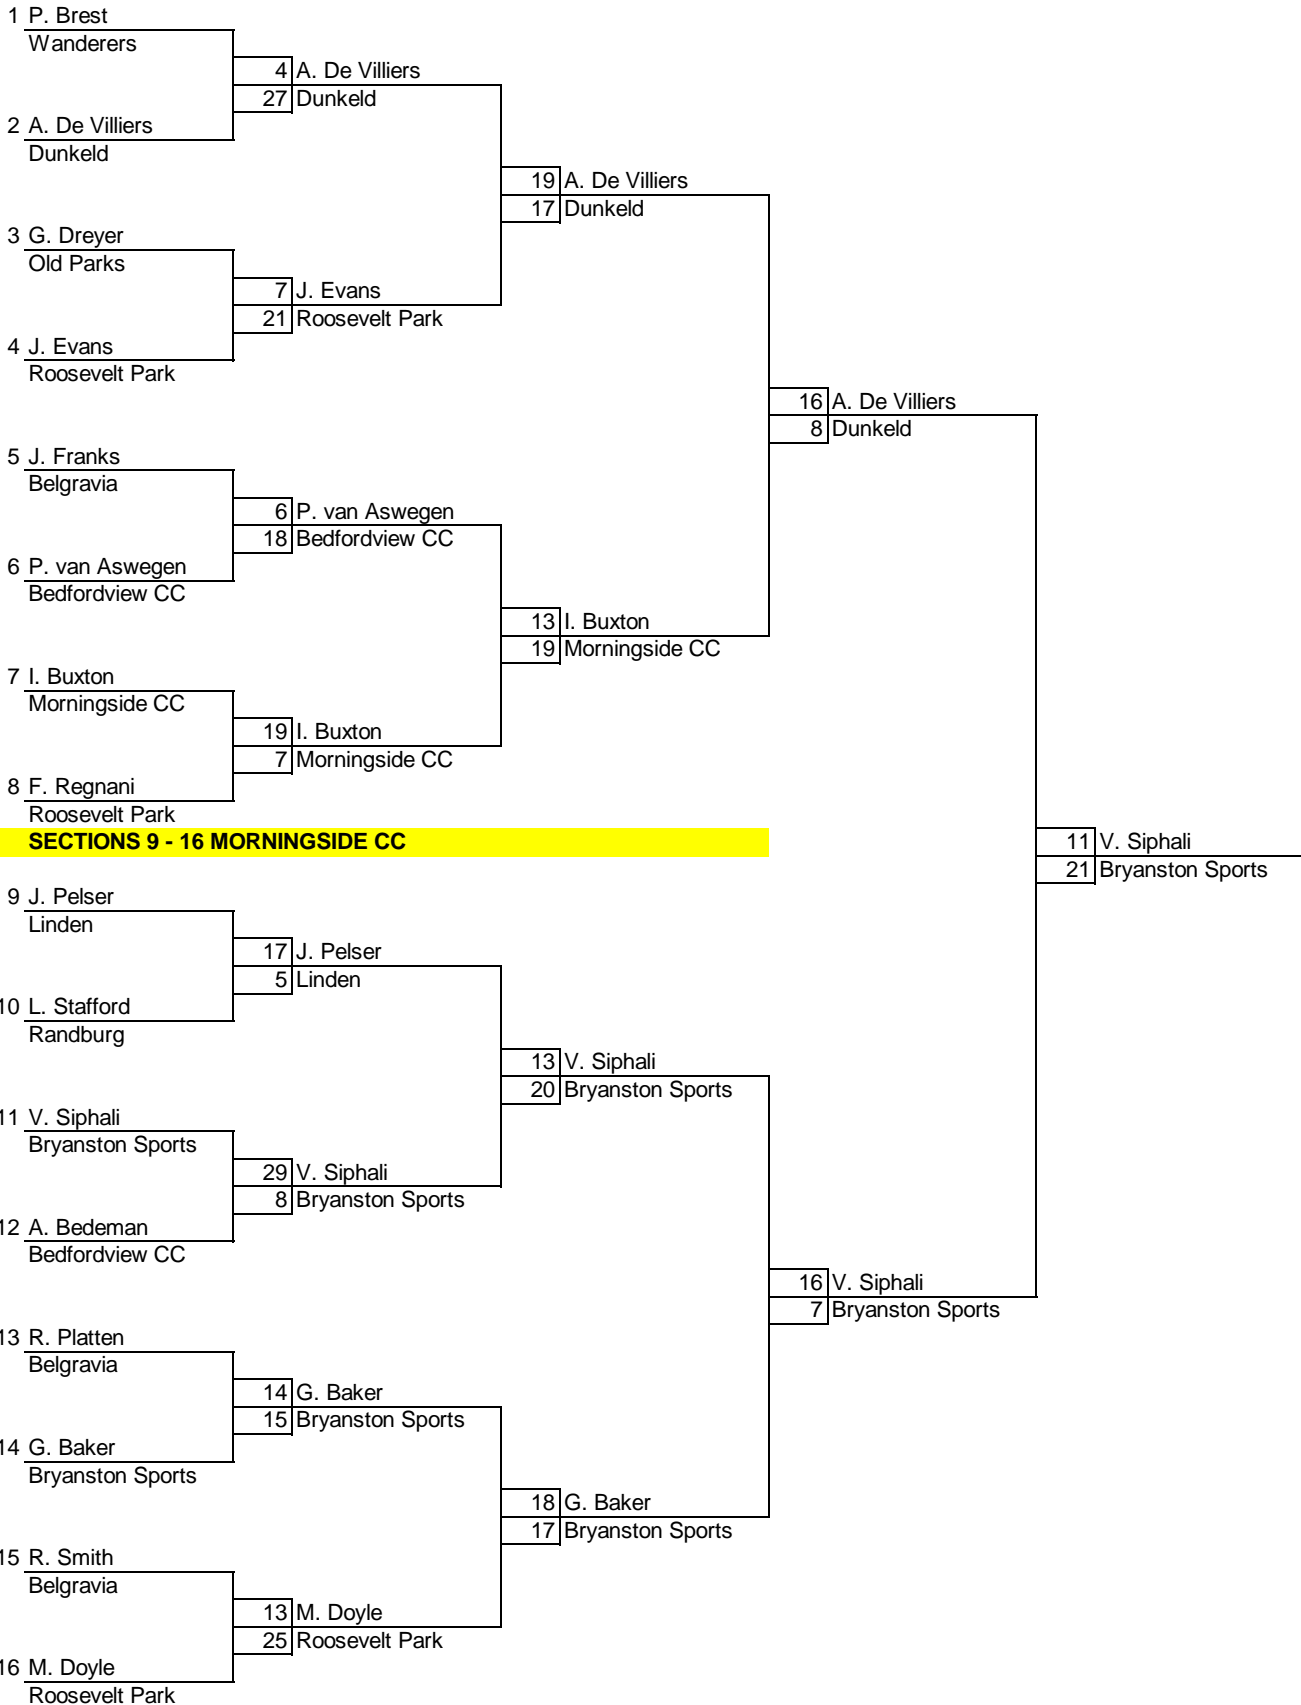 1 P. Brest
Wanderers
4 A. De Villiers
27 Dunkeld
2 A. De Villiers
Dunkeld
19 A. De Villiers
17 Dunkeld
3 G. Dreyer
Old Parks
7 J. Evans
21 Roosevelt Park
4 J. Evans
Roosevelt Park
16 A. De Villiers
8 Dunkeld
5 J. Franks
Belgravia
6 P. van Aswegen
18 Bedfordview CC
6 P. van Aswegen
Bedfordview CC
13 I. Buxton
19 Morningside CC
7 I. Buxton
Morningside CC
19 I. Buxton
7 Morningside CC
8 F. Regnani
Roosevelt Park
SECTIONS 9 - 16 MORNINGSIDE CC
11 V. Siphali
21 Bryanston Sports
9 J. Pelser
Linden
17 J. Pelser
5 Linden
10 L. Stafford
Randburg
13 V. Siphali
20 Bryanston Sports
11 V. Siphali
Bryanston Sports
29 V. Siphali
8 Bryanston Sports
12 A. Bedeman
Bedfordview CC
16 V. Siphali
7 Bryanston Sports
13 R. Platten
Belgravia
14 G. Baker
15 Bryanston Sports
14 G. Baker
Bryanston Sports
18 G. Baker
17 Bryanston Sports
15 R. Smith
Belgravia
13 M. Doyle
25 Roosevelt Park
16 M. Doyle
Roosevelt Park